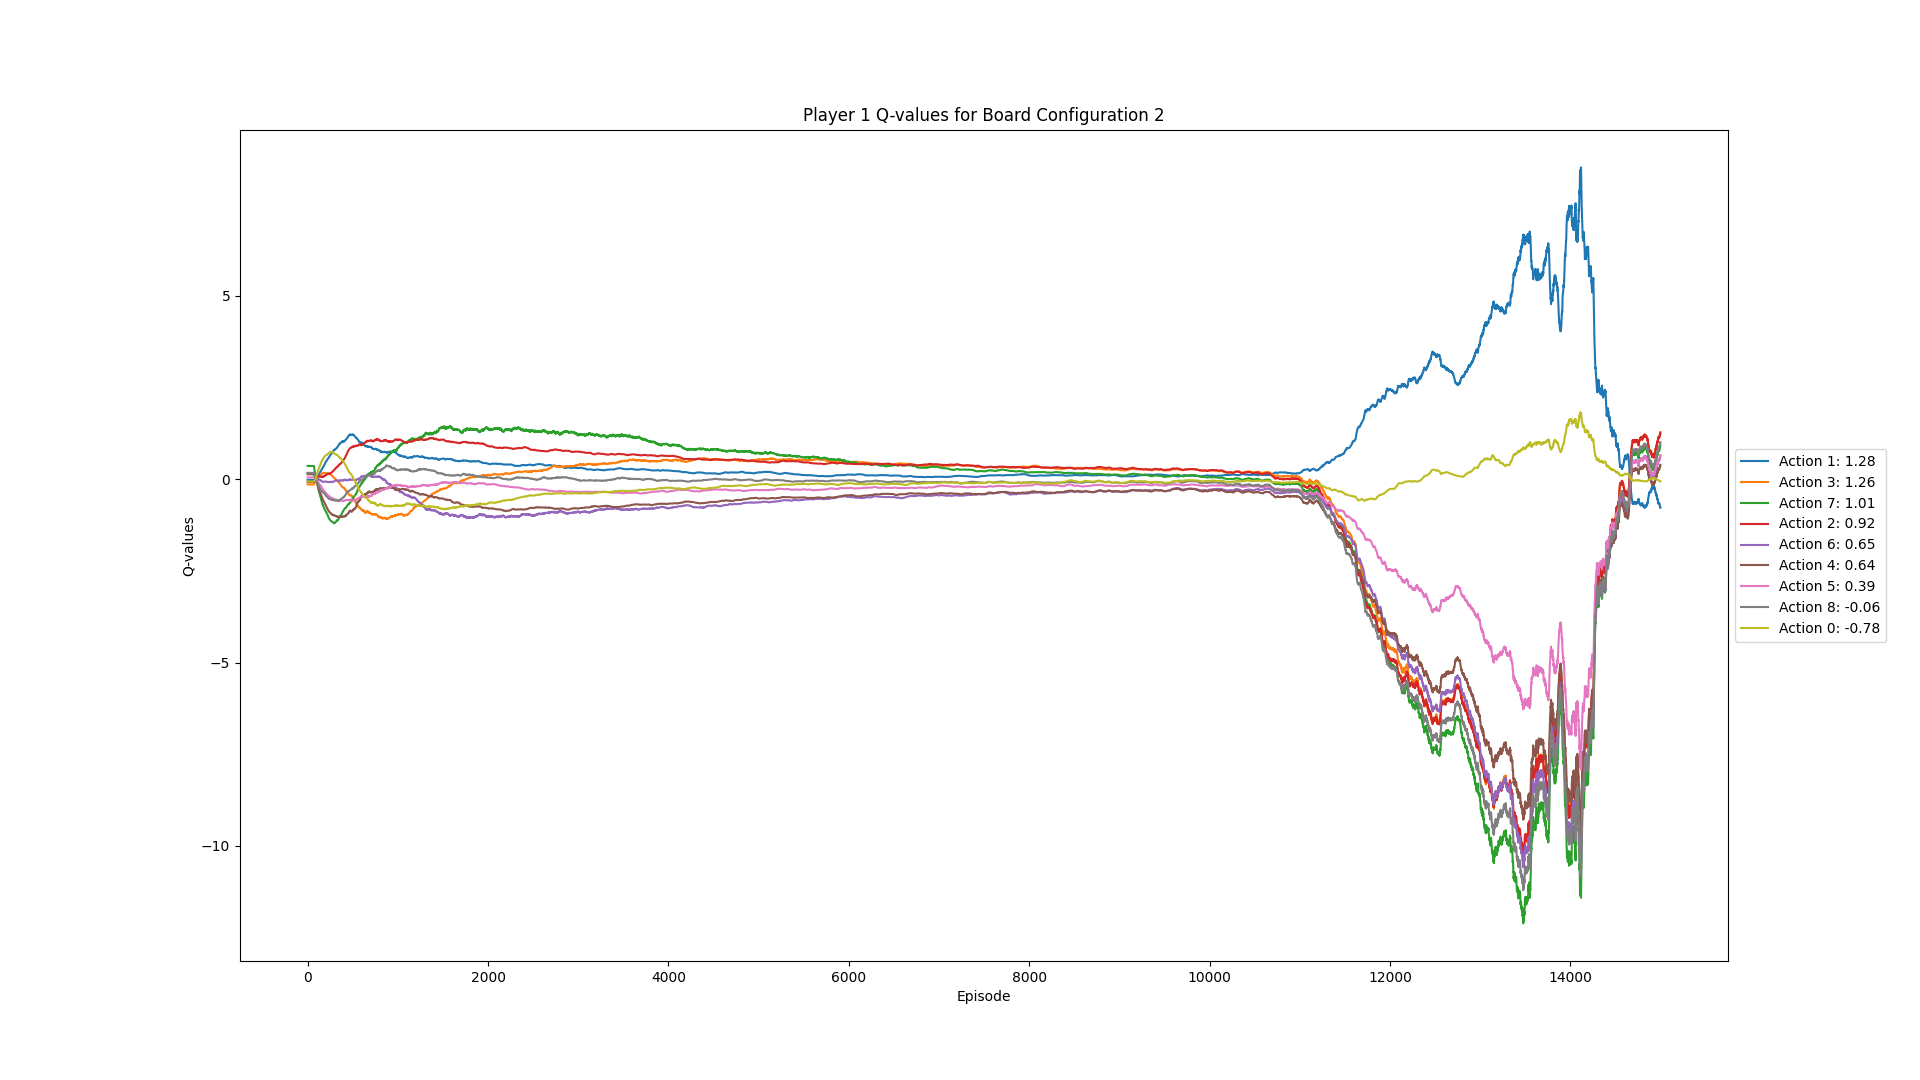 Player 1 Q-values for Board Configuration 2
Q-values
5
0
−5
−10
0 2000 4000 6000 8000 10000 12000 14000
Episode
Action 1: 1.28
Action 3: 1.26
Action 7: 1.01
Action 2: 0.92
Action 6: 0.65
Action 4: 0.64
Action 5: 0.39
Action 8: -0.06
Action 0: -0.78